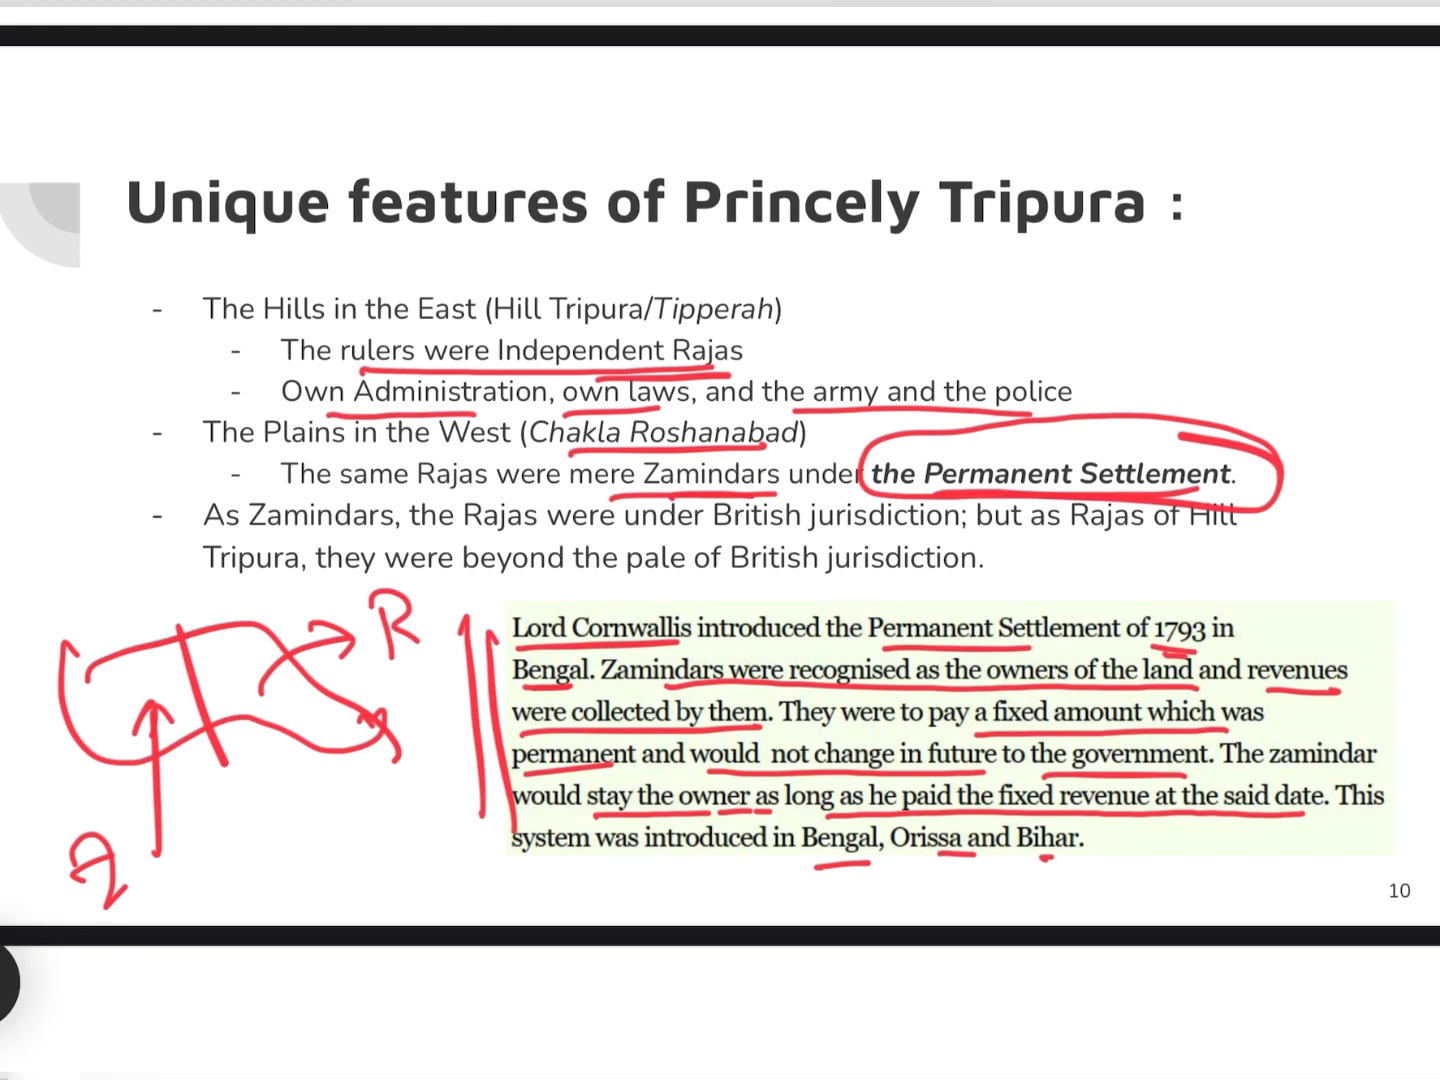 Unique features of Princely Tripura :
- The Hills in the East (Hill Tripura/Tipperah)
- The rulers were Independent Rajas
- Own Administration, own laws, and the army and the police
- The Plains in the West (Chakla Roshanabad)
- The same Rajas were mere Zamindars under the Permanent Settlement.
- As Zamindars, the Rajas were under British jurisdiction; but as Rajas of Hill
Tripura, they were beyond the pale of British jurisdiction.
R
Lord Cornwallis introduced the Permanent Settlement of 1793 in
Bengal. Zamindars were recognised as the owners of the land and revenues
were collected by them. They were to pay a fixed amount which was
permanent and would not change in future to the government. The zamindar
would stay the owner as long as he paid the fixed revenue at the said date. This
system was introduced in Bengal, Orissa and Bihar.
10